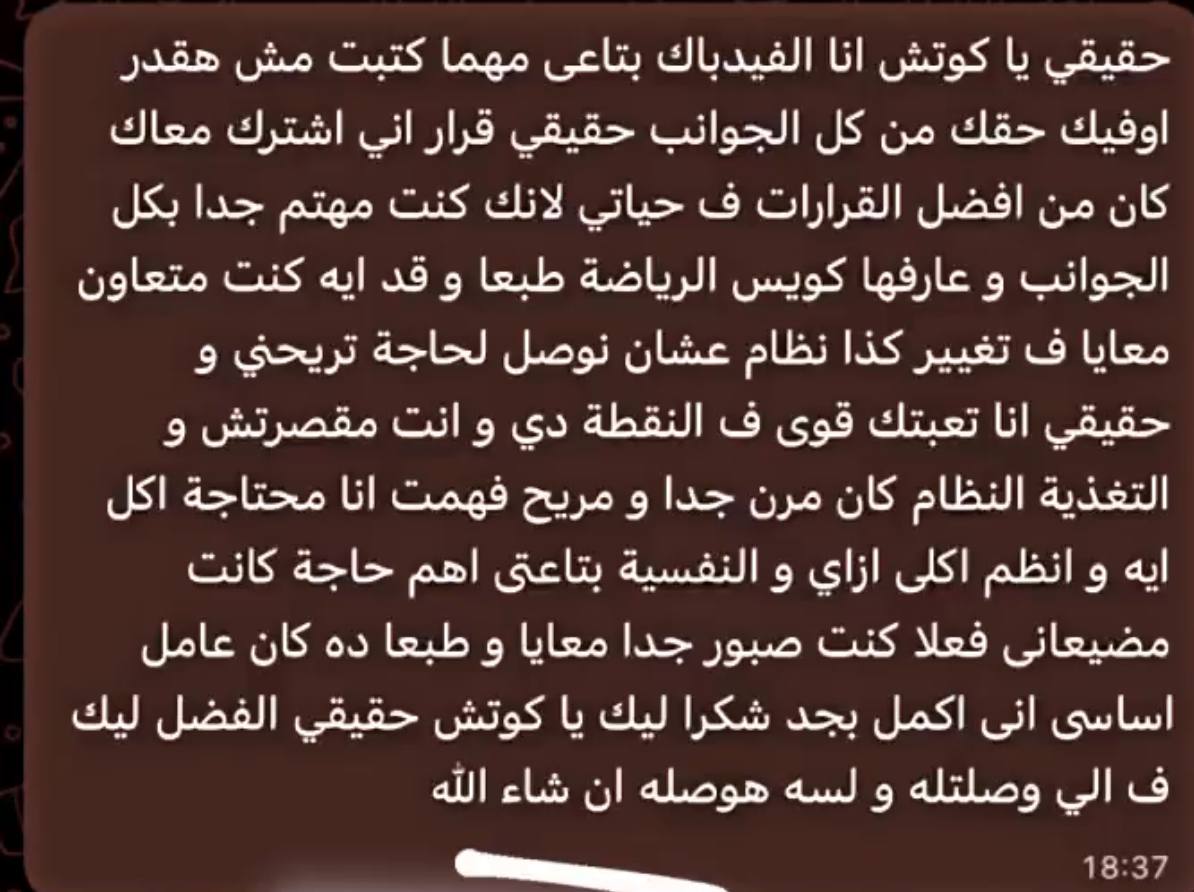 حقيقي يا كوتش انا الفيدباك بتاعى مهما كتبت مش هقدر
اوفيك حقك من كل الجوانب حقيقي قرار اني اشترك معاك
كان من افضل القرارات ف حياتي لانك كنت مهتم جدا بكل
الجوانب و عارفها كويس الرياضة طبعا و قد ايه كنت متعاون
معايا ف تغيير كذا نظام عشان نوصل لحاجة تريحني و
حقيقي انا تعبتك قوى ف النقطة دي و انت مقصرتش و
التغذية النظام كان مرن جدا و مريح فهمت انا محتاجة اكل
ايه و انظم اكلى ازاي و النفسية بتاعتى اهم حاجة كانت
مضيعانى فعلا كنت صبور جدا معايا و طبعا ده كان عامل
اساسى انى اكمل بجد شكرا ليك يا كوتش حقيقي الفضل ليك
ف الي وصلتله و لسه هوصله ان شاء الله
18:37